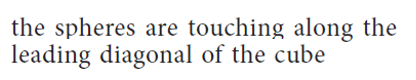 the spheres are touching along the
leading diagonal of the cube